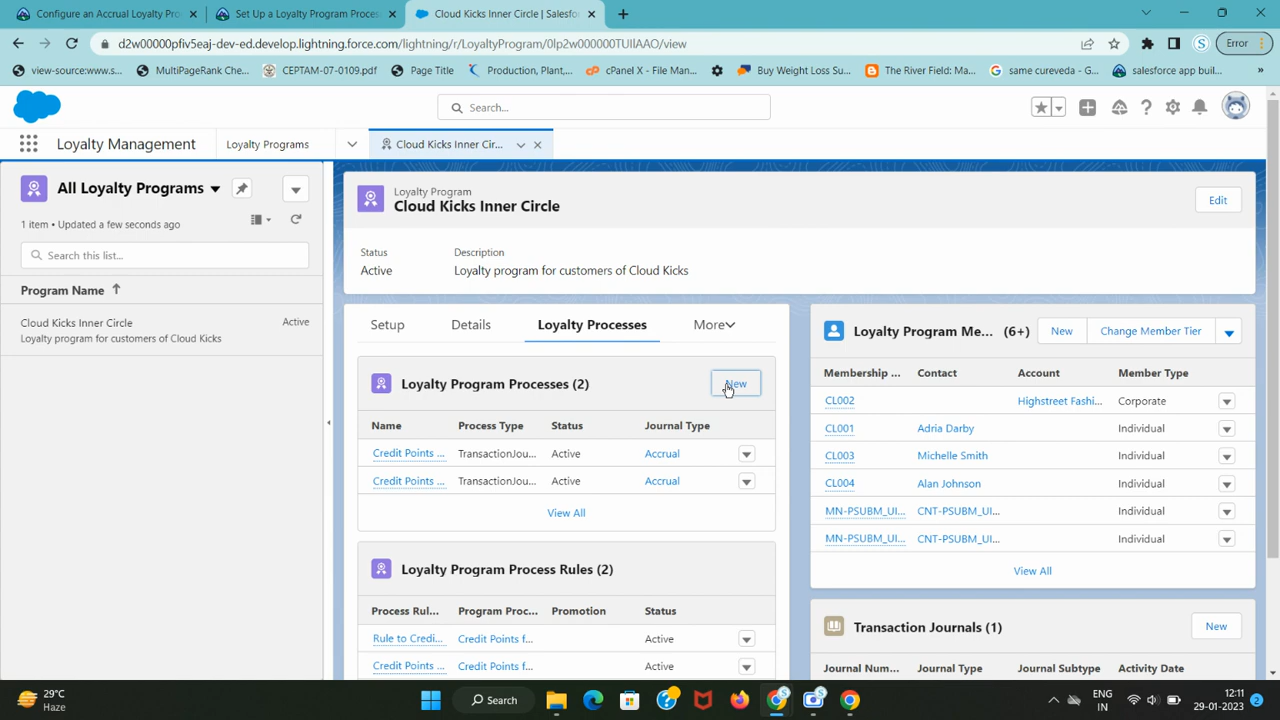 Configure an Accrual Loyalty Pro
Set Up a Loyalty Program Process
Cloud Kicks Inner Circle | Salesfo
d2w00000pfiv5eaj-dev-ed.develop.lightning.force.com/lightning/r/LoyaltyProgram/0lp2w000000TUIlAAO/view
Error
view-source:www.s...
MultiPageRank Che...
CEPTAM-07-0109.pdf
Page Title
Production, Plant,...
cPanel X - File Man...
Buy Weight Loss Su...
The River Field: Ma...
same cureveda: - G...
salesforce app buil...
Search...
Loyalty Management
Loyalty Programs
Cloud Kicks Inner Cir...
All Loyalty Programs
1 item • Updated a few seconds ago
Search this list...
Program Name
Cloud Kicks Inner Circle
Active
Loyalty program for customers of Cloud Kicks
Loyalty Program
Cloud Kicks Inner Circle
Edit
Status
Description
Active
Loyalty program for customers of Cloud Kicks
Setup
Details
Loyalty Processes
More
Loyalty Program Processes (2)
New
Name Process Type Status Journal Type
Credit Points ... TransactionJou... Active Accrual
Credit Points ... TransactionJou... Active Accrual
View All
Loyalty Program Process Rules (2)
Process Rul... Program Proc... Promotion Status
Rule to Credi... Credit Points f... Active
Credit Points ... Credit Points f... Active
Loyalty Program Me... (6+)
New
Change Member Tier
Membership ... Contact Account Member Type
CL002 Highstreet Fashi... Corporate
CL001 Adria Darby Individual
CL003 Michelle Smith Individual
CL004 Alan Johnson Individual
MN-PSUBM_UI... CNT-PSUBM_UI... Individual
MN-PSUBM_UI... CNT-PSUBM_UI... Individual
View All
Transaction Journals (1)
New
Journal Num... Journal Type Journal Subtype Activity Date
29°C
Haze
Search
ENG
IN
12:11
29-01-2023
2